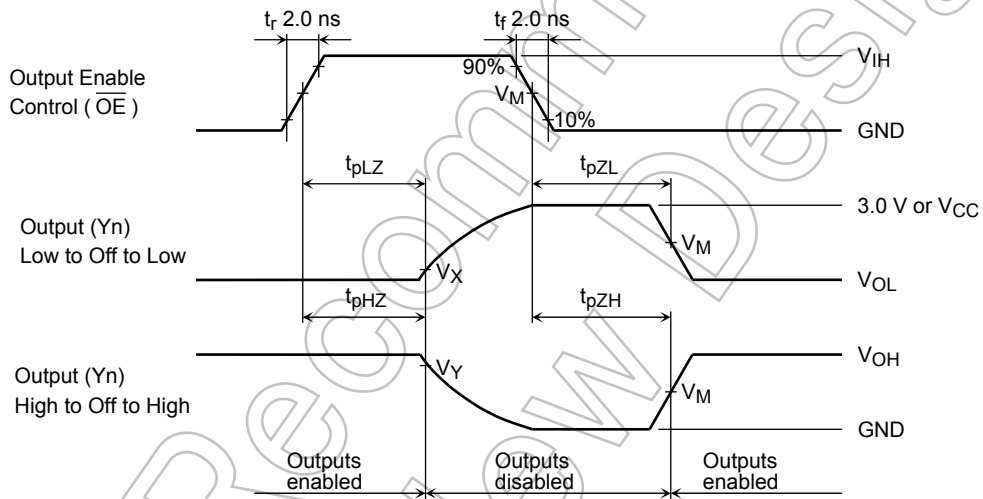 tr 2.0 ns
tf 2.0 ns
Output Enable
Control ( OE )
90%
VM
10%
VIH
GND
tpLZ
tpZL
Output (Yn)
Low to Off to Low
VX
VM
3.0 V or VCC
VOL
tpHZ
tpZH
Output (Yn)
High to Off to High
VY
VM
VOH
GND
Outputs
enabled
Outputs
disabled
Outputs
enabled